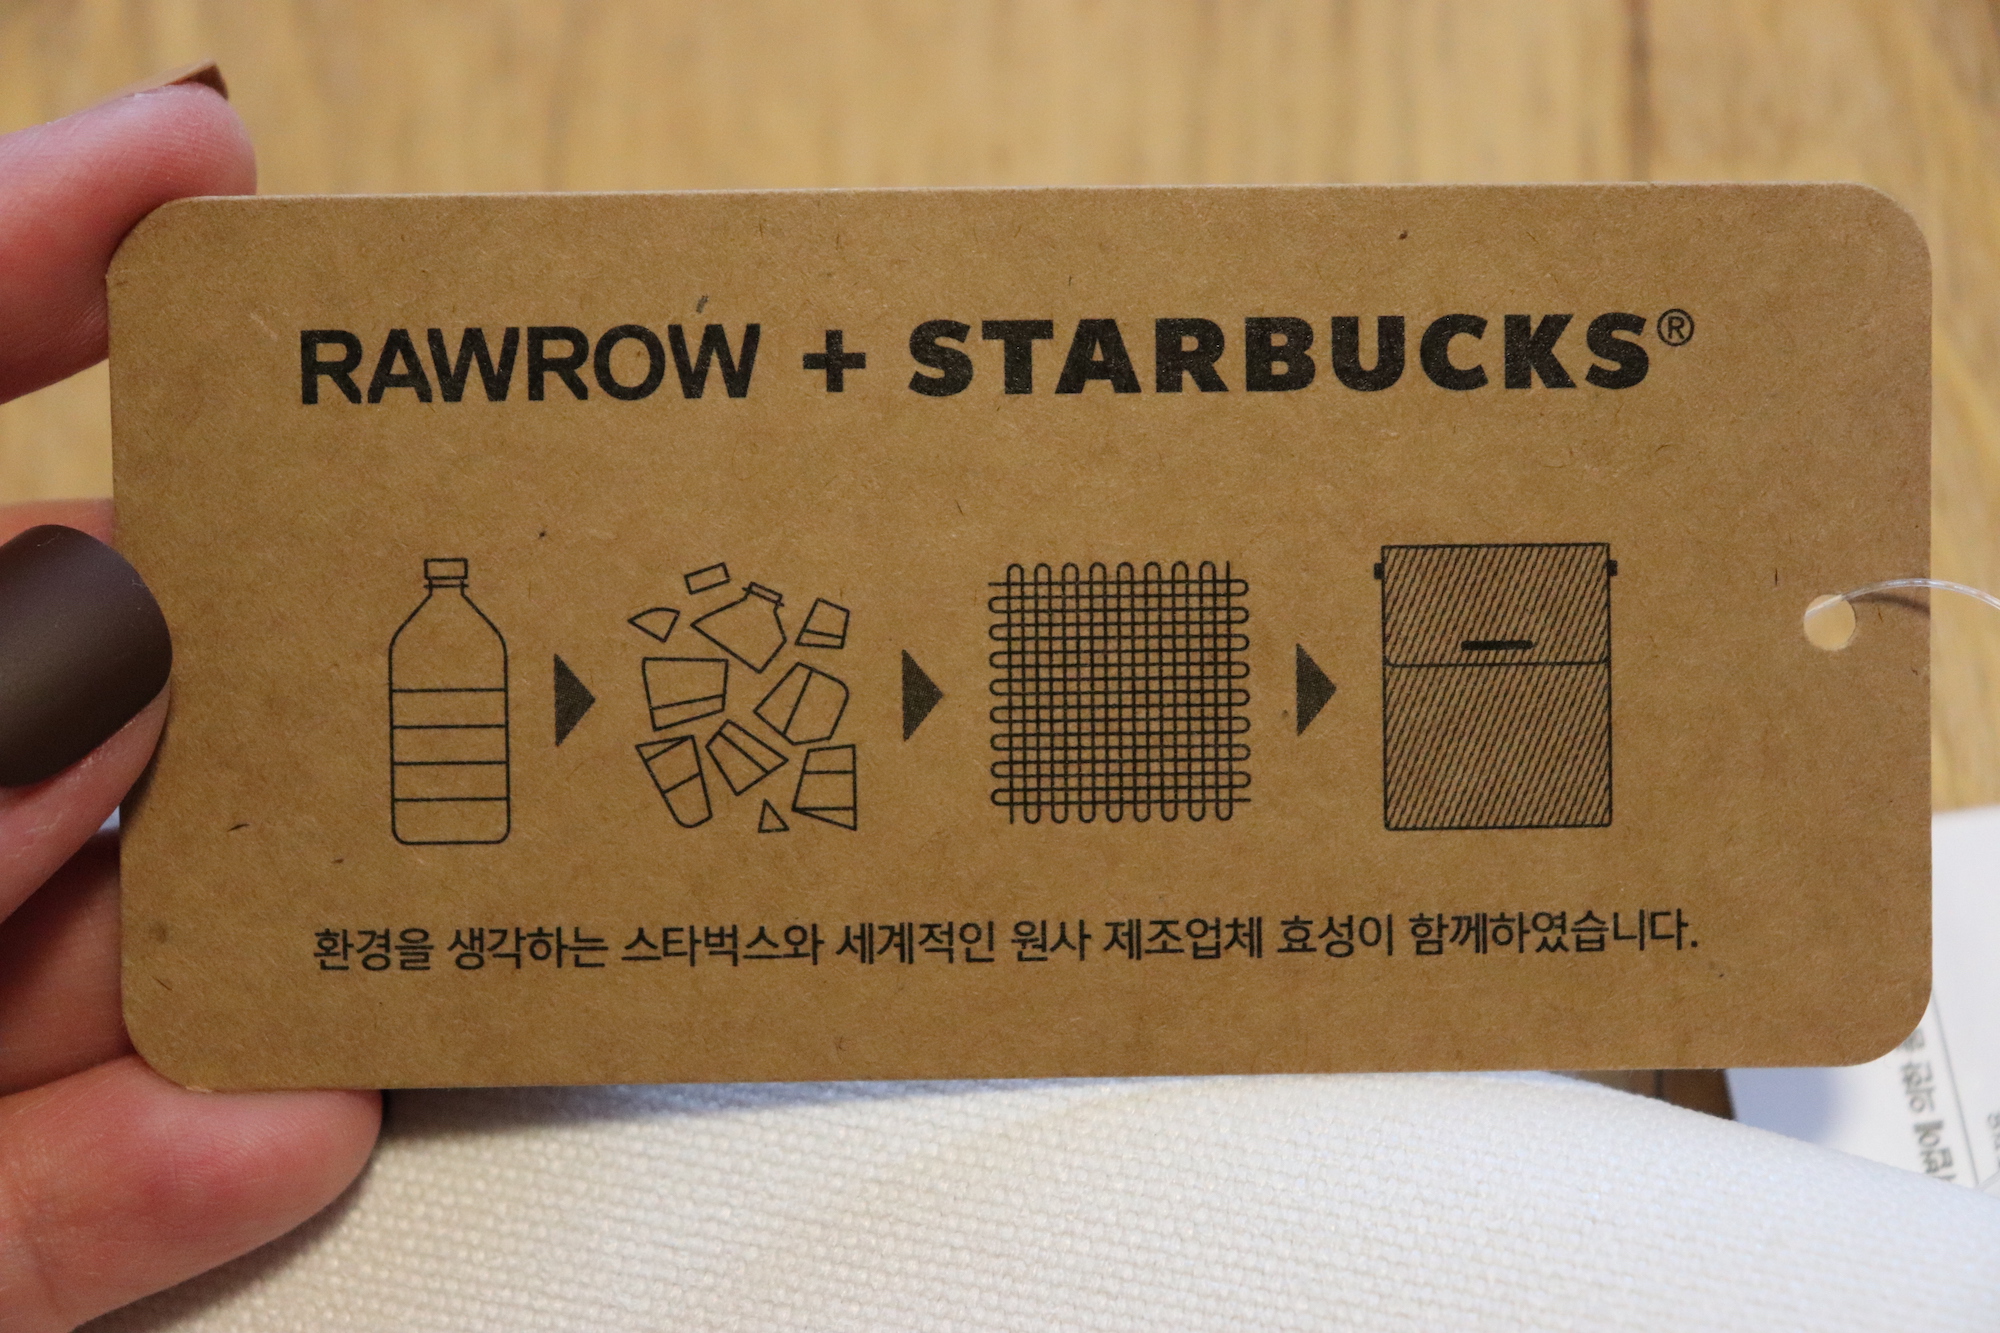 RAWROW + STARBUCKS®
환경을 생각하는 스타벅스와 세계적인 원사 제조업체 효성이 함께하였습니다.